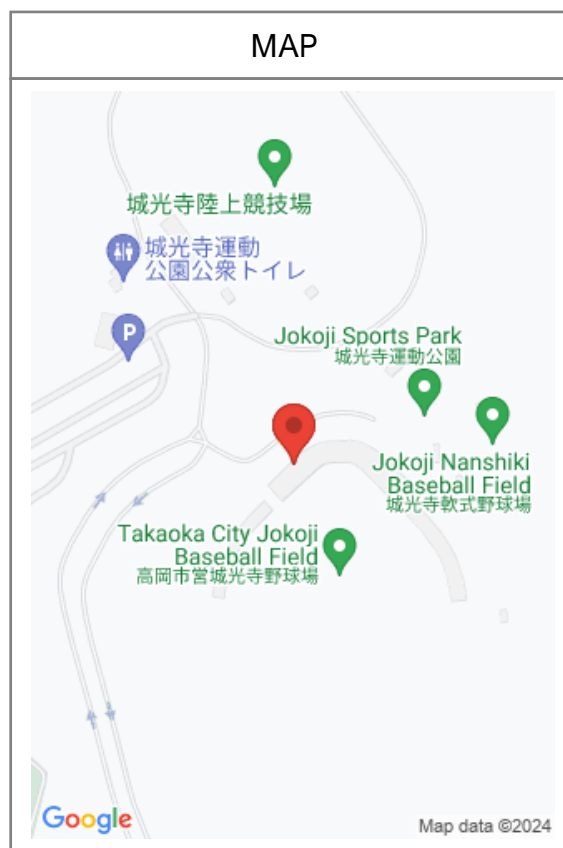 MAP
城光寺陸上競技場
城光寺運動
公園公衆トイレ
P
Jokoji Sports Park
城光寺運動公園
Jokoji Nanshiki
Baseball Field
城光寺軟式野球場
Takaoka City Jokoji
Baseball Field
高岡市営城光寺野球場
Google
Map data ©2024